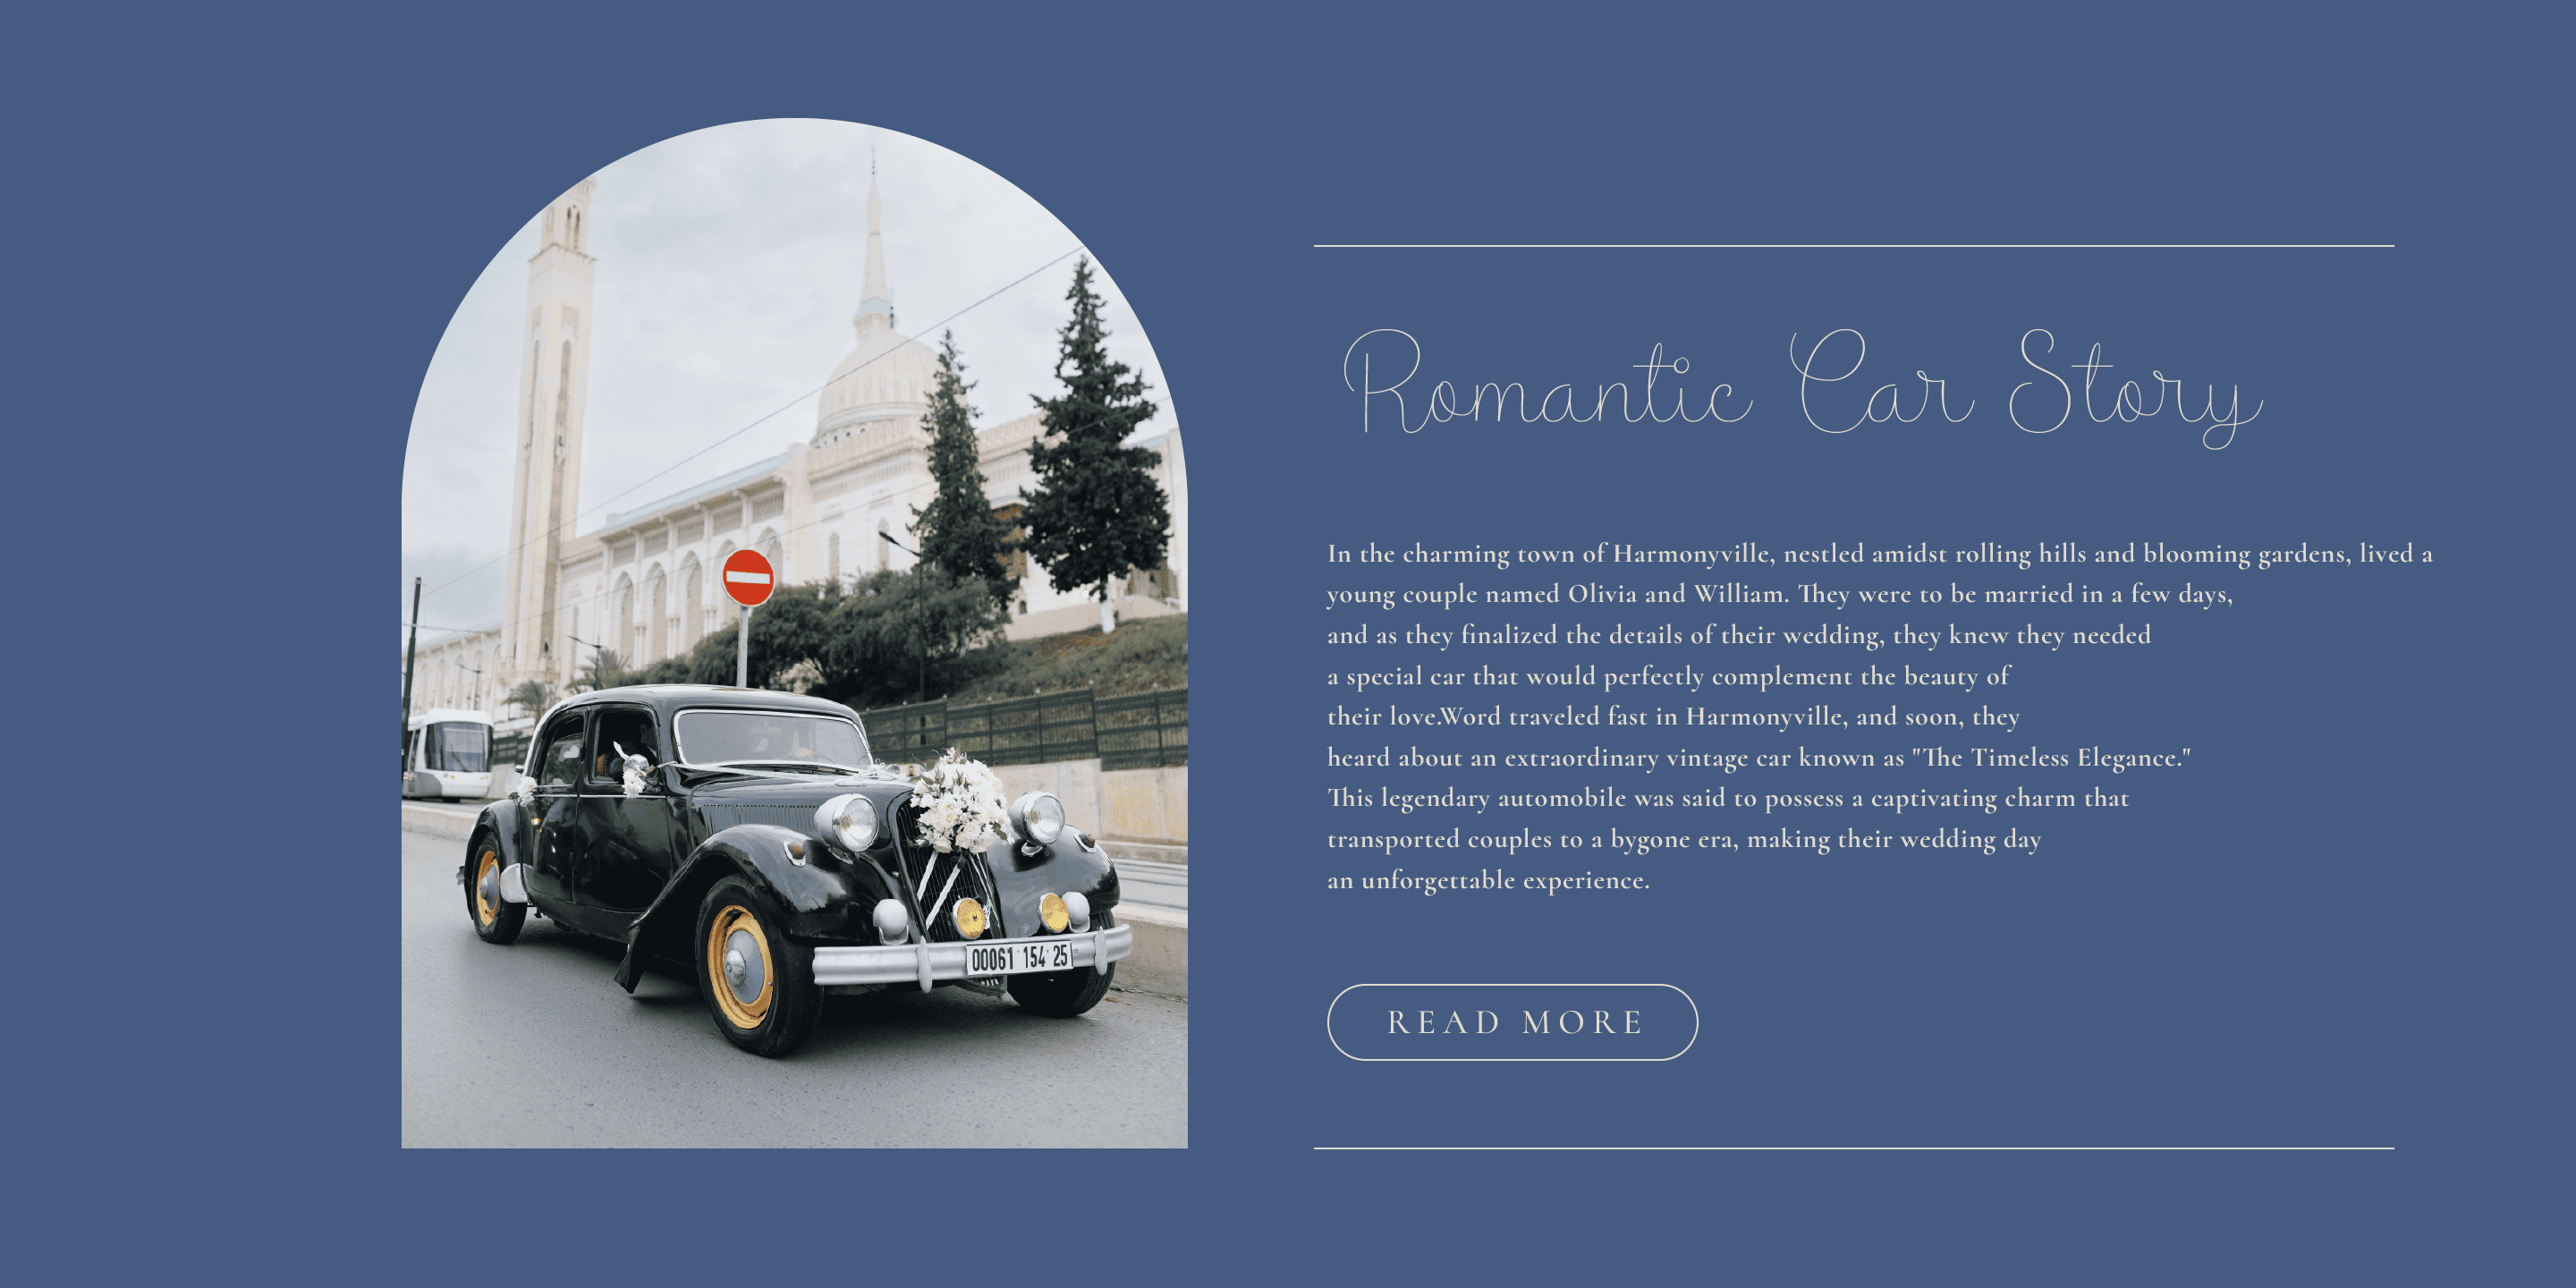 Romantic Car Story
In the charming town of Harmonyville, nestled amidst rolling hills and blooming gardens, lived a
young couple named Olivia and William. They were to be married in a few days,
and as they finalized the details of their wedding, they knew they needed
a special car that would perfectly complement the beauty of
their love.Word traveled fast in Harmonyville, and soon, they
heard about an extraordinary vintage car known as "The Timeless Elegance."
This legendary automobile was said to possess a captivating charm that
transported couples to a bygone era, making their wedding day
an unforgettable experience.
00061 154 25
READ MORE